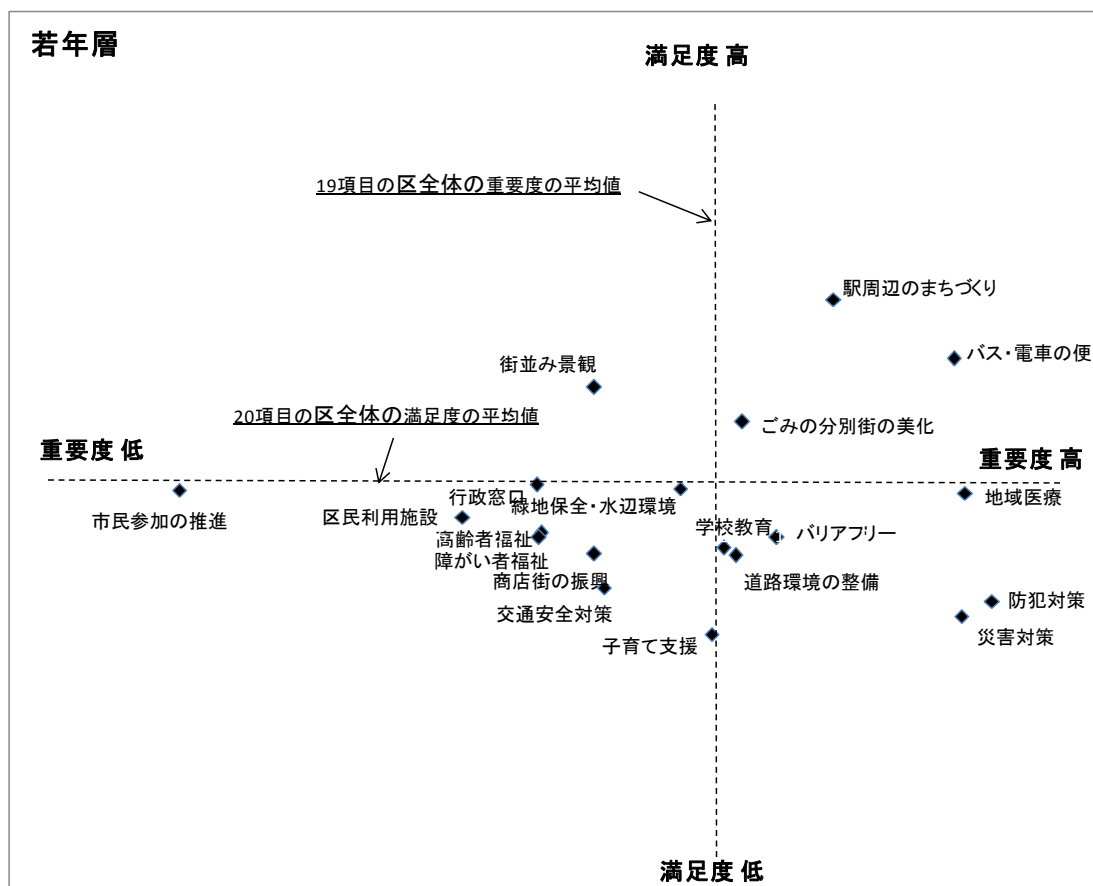 若年層
満足度 高
19項目の区全体の重要度の平均値
駅周辺のまちづくり
バス・電車の便
街並み景観
20項目の区全体の満足度の平均値
ごみの分別街の美化
重要度 低
重要度 高
行政窓口
緑地保全・水辺環境
地域医療
市民参加の推進
区民利用施設
学校教育
バリアフリー
高齢者福祉
障がい者福祉
商店街の振興
道路環境の整備
交通安全対策
防犯対策
子育て支援
災害対策
満足度 低